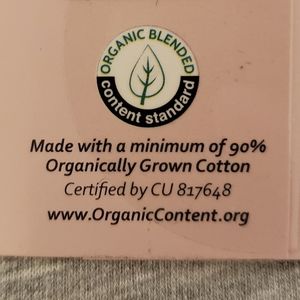 ORGANIC BLENDED
content standard
Made with a minimum of 90%
Organically Grown Cotton
Certified by CU 817648
www.OrganicContent.org